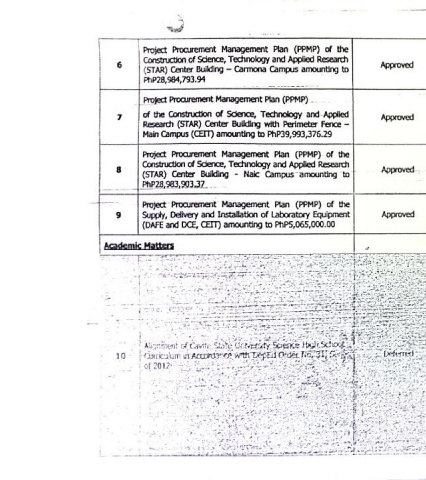 6
Project Procurement Management Plan (PPMP) of the
Construction of Science, Technology and Applied Research
(STAR) Center Building – Carmona Campus amounting to
PhP28,984,793.94
Approved
7
Project Procurement Management Plan (PPMP)
of the Construction of Science, Technology and Applied
Research (STAR) Center Building with Perimeter Fence –
Main Campus (CEIT) amounting to PhP39,993,376.29
Approved
8
Project Procurement Management Plan (PPMP) of the
Construction of Science, Technology and Applied Research
(STAR) Center Building - Naic Campus amounting to
PhP28,983,903.37
Approved
9
Project Procurement Management Plan (PPMP) of the
Supply, Delivery and Installation of Laboratory Equipment
(DAFE and DCE, CEIT) amounting to PhP5,065,000.00
Approved
Academic Matters
10
Alignment of Cavite State University Science High School
Curriculum in Accordance with DepEd Order No. 31,
of 2012
Deferred